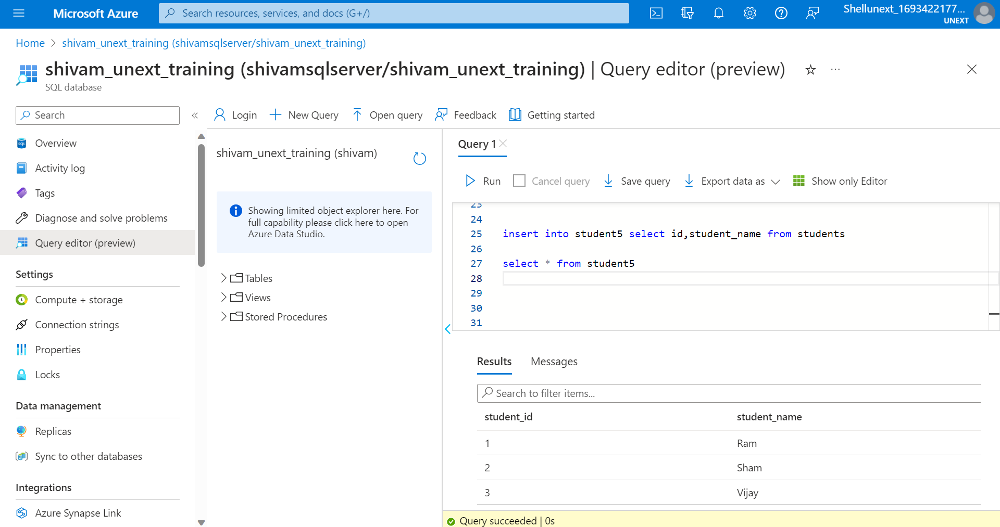 Microsoft Azure
Search resources, services, and docs (G+/)
Shellunext_1693422177...
UNEXT
Home > shivam_unext_training (shivamsqlserver/shivam_unext_training)
shivam_unext_training (shivamsqlserver/shivam_unext_training) | Query editor (preview)
SQL database
Search
Overview
Activity log
Tags
Diagnose and solve problems
Query editor (preview)
Settings
Compute + storage
Connection strings
Properties
Locks
Data management
Replicas
Sync to other databases
Integrations
Azure Synapse Link
Login
New Query
Open query
Feedback
Getting started
shivam_unext_training (shivam)
Showing limited object explorer here. For
full capability please click here to open
Azure Data Studio.
Tables
Views
Stored Procedures
Query 1
Run
Cancel query
Save query
Export data as
Show only Editor
23
24
25 insert into student5 select id,student_name from students
26
27 select * from student5
28
29
30
31
Results Messages
Search to filter items...
student_id student_name
1 Ram
2 Sham
3 Vijay
Query succeeded | 0s